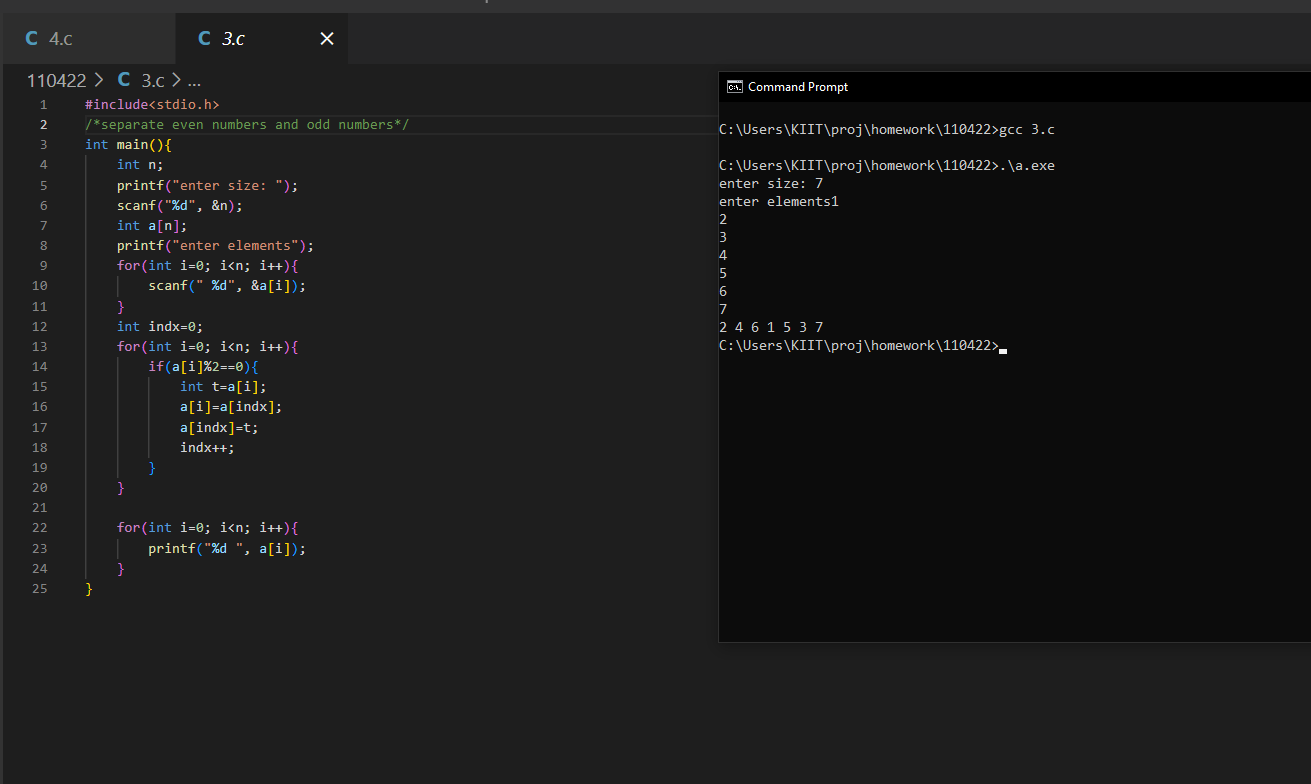 C 4.c
C 3.c ×
110422 > C 3.c > ...
1 #include<stdio.h>
2 /*separate even numbers and odd numbers*/
3 int main(){
4     int n;
5     printf("enter size: ");
6     scanf("%d", &n);
7     int a[n];
8     printf("enter elements");
9     for(int i=0; i<n; i++){
10         scanf(" %d", &a[i]);
11     }
12     int indx=0;
13     for(int i=0; i<n; i++){
14         if(a[i]%2==0){
15             int t=a[i];
16             a[i]=a[indx];
17             a[indx]=t;
18             indx++;
19         }
20     }
21
22     for(int i=0; i<n; i++){
23         printf("%d ", a[i]);
24     }
25 }
C:\. Command Prompt
C:\Users\KIIT\proj\homework\110422>gcc 3.c
C:\Users\KIIT\proj\homework\110422>.\a.exe
enter size: 7
enter elements1
2
3
4
5
6
7
2 4 6 1 5 3 7
C:\Users\KIIT\proj\homework\110422>